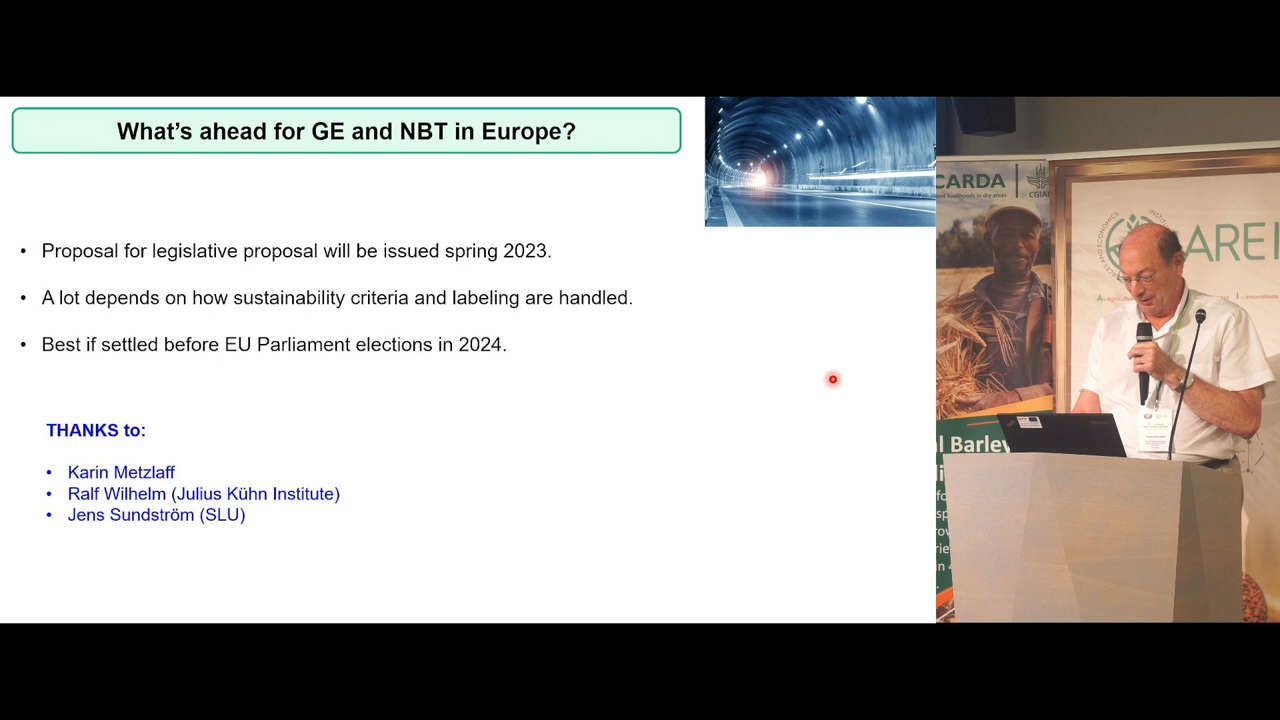 What's ahead for GE and NBT in Europe?
• Proposal for legislative proposal will be issued spring 2023.
• A lot depends on how sustainability criteria and labeling are handled.
• Best if settled before EU Parliament elections in 2024.
THANKS to:
• Karin Metzlaff
• Ralf Wilhelm (Julius Kühn Institute)
• Jens Sundström (SLU)
CARDA
CGIAR
AREI
innovations
l Barley